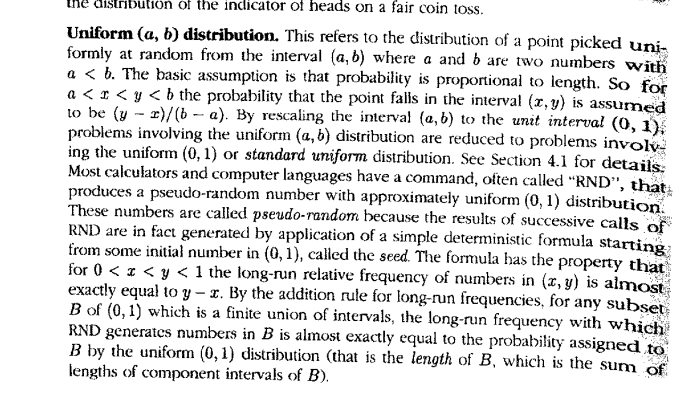 the distribution of the indicator of heads on a fair coin toss.
Uniform (a, b) distribution. This refers to the distribution of a point picked uni-
formly at random from the interval (a, b) where a and b are two numbers with
a < b. The basic assumption is that probability is proportional to length. So for
a < x < y < b the probability that the point falls in the interval (x, y) is assumed
to be (y − x)/(b − a). By rescaling the interval (a, b) to the unit interval (0, 1),
problems involving the uniform (a, b) distribution are reduced to problems involv-
ing the uniform (0, 1) or standard uniform distribution. See Section 4.1 for details.
Most calculators and computer languages have a command, often called “RND”, that
produces a pseudo-random number with approximately uniform (0, 1) distribution.
These numbers are called pseudo-random because the results of successive calls of
RND are in fact generated by application of a simple deterministic formula starting
from some initial number in (0, 1), called the seed. The formula has the property that
for 0 < x < y < 1 the long-run relative frequency of numbers in (x, y) is almost
exactly equal to y − x. By the addition rule for long-run frequencies, for any subset
B of (0, 1) which is a finite union of intervals, the long-run frequency with which
RND generates numbers in B is almost exactly equal to the probability assigned to
B by the uniform (0, 1) distribution (that is the length of B, which is the sum of
lengths of component intervals of B).